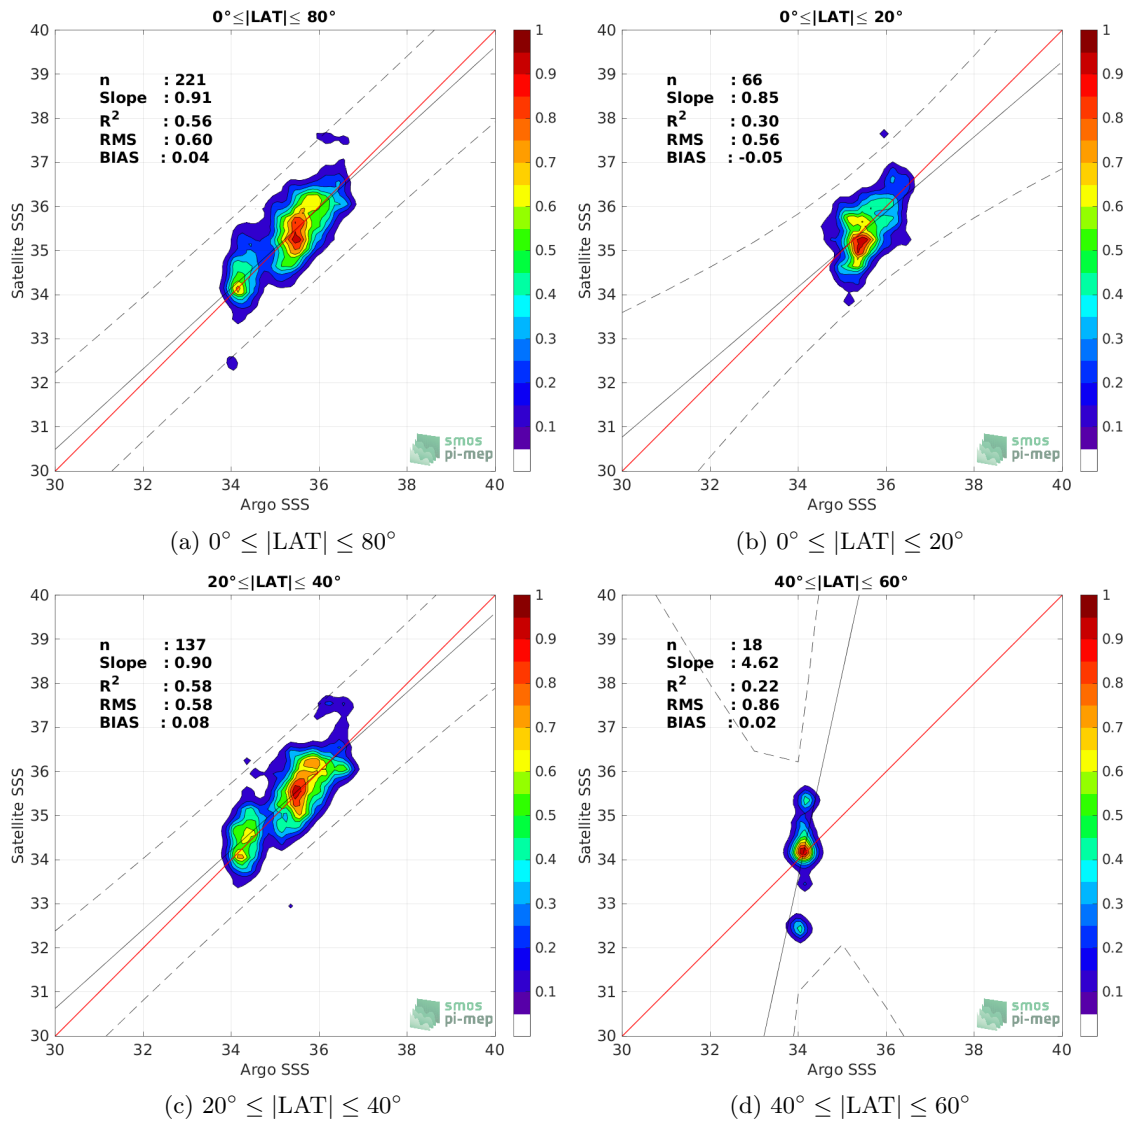 0°≤|LAT|≤ 80°
40
39
38
37
36
35
34
33
32
31
30
Satellite SSS
n : 221
Slope : 0.91
R² : 0.56
RMS : 0.60
BIAS : 0.04
smos
pi-mep
30 32 34 36 38 40
Argo SSS
1
0.9
0.8
0.7
0.6
0.5
0.4
0.3
0.2
0.1
(a) 0° ≤ |LAT| ≤ 80°
0°≤|LAT|≤ 20°
40
39
38
37
36
35
34
33
32
31
30
Satellite SSS
n : 66
Slope : 0.85
R² : 0.30
RMS : 0.56
BIAS : -0.05
smos
pi-mep
30 32 34 36 38 40
Argo SSS
1
0.9
0.8
0.7
0.6
0.5
0.4
0.3
0.2
0.1
(b) 0° ≤ |LAT| ≤ 20°
20°≤|LAT|≤ 40°
40
39
38
37
36
35
34
33
32
31
30
Satellite SSS
n : 137
Slope : 0.90
R² : 0.58
RMS : 0.58
BIAS : 0.08
smos
pi-mep
30 32 34 36 38 40
Argo SSS
1
0.9
0.8
0.7
0.6
0.5
0.4
0.3
0.2
0.1
(c) 20° ≤ |LAT| ≤ 40°
40°≤|LAT|≤ 60°
40
39
38
37
36
35
34
33
32
31
30
Satellite SSS
n : 18
Slope : 4.62
R² : 0.22
RMS : 0.86
BIAS : 0.02
smos
pi-mep
30 32 34 36 38 40
Argo SSS
1
0.9
0.8
0.7
0.6
0.5
0.4
0.3
0.2
0.1
(d) 40° ≤ |LAT| ≤ 60°